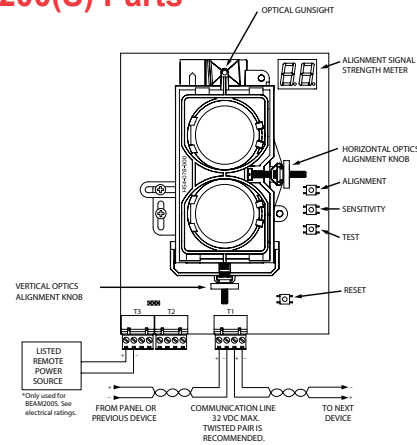 200(S) Parts
OPTICAL GUNSIGHT
ALIGNMENT SIGNAL
STRENGTH METER
HORIZONTAL OPTICS
ALIGNMENT KNOB
ALIGNMENT
SENSITIVITY
TEST
RESET
VERTICAL OPTICS
ALIGNMENT KNOB
T3
T2
T1
+
-
+
-
+
-
LISTED
REMOTE
POWER
SOURCE
*Only used for
BEAM200S. See
electrical ratings.
+
–
–
+
FROM PANEL OR
PREVIOUS DEVICE
COMMUNICATION LINE
32 VDC MAX.
TWISTED PAIR IS
RECOMMENDED.
TO NEXT
DEVICE